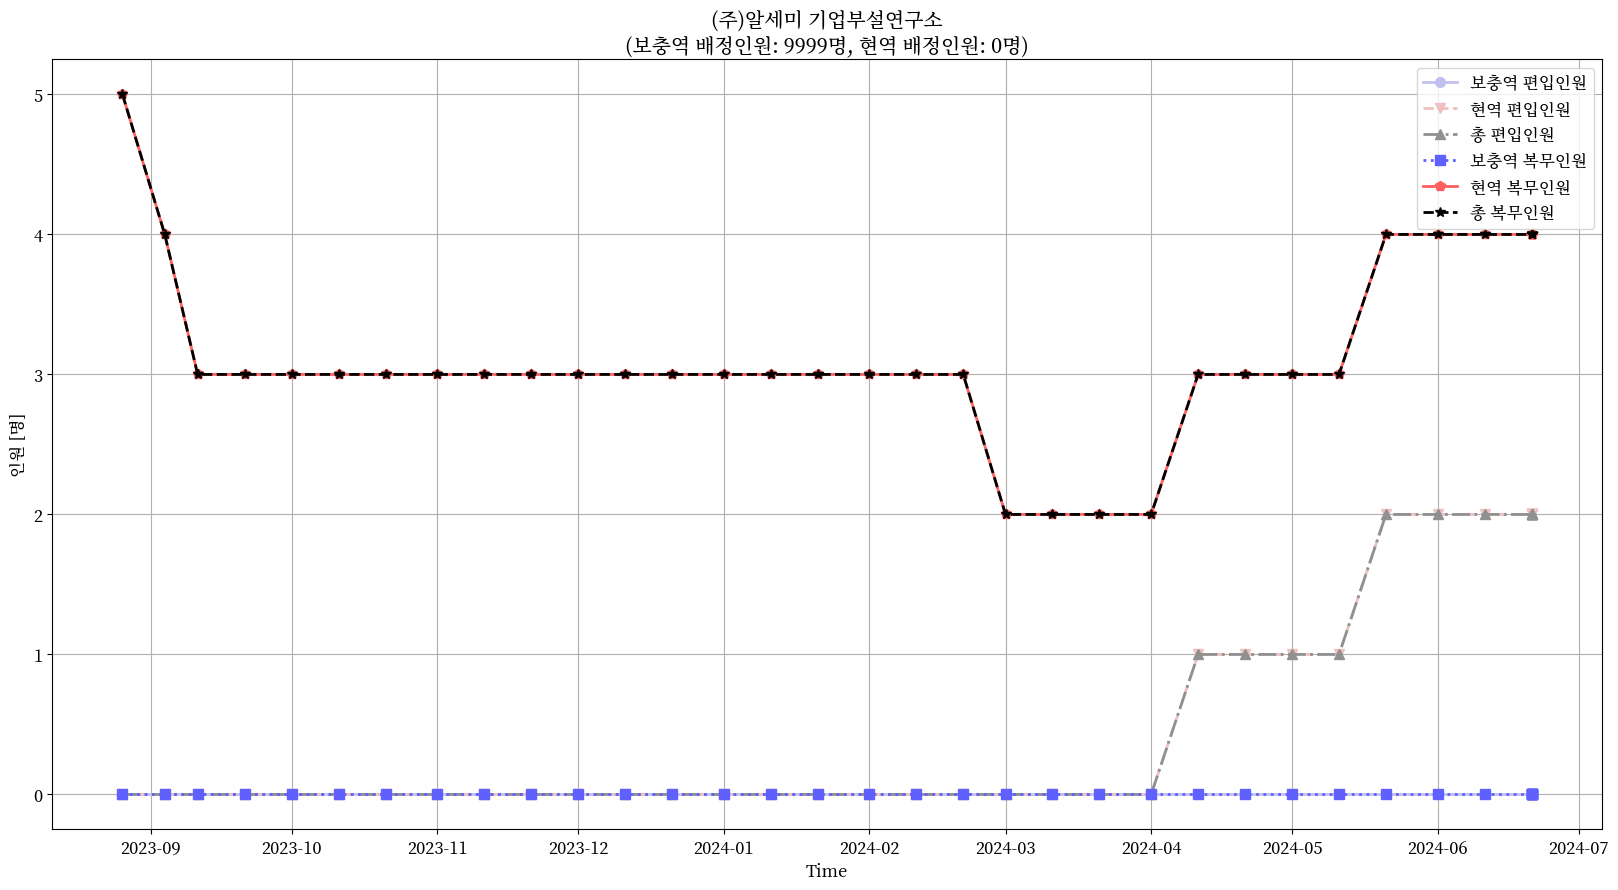 (주)알세미 기업부설연구소
(보충역 배정인원: 9999명, 현역 배정인원: 0명)
보충역 편입인원
현역 편입인원
총 편입인원
보충역 복무인원
현역 복무인원
총 복무인원
인원 [명]
5
4
3
2
1
0
2023-09 2023-10 2023-11 2023-12 2024-01 2024-02 2024-03 2024-04 2024-05 2024-06 2024-07
Time